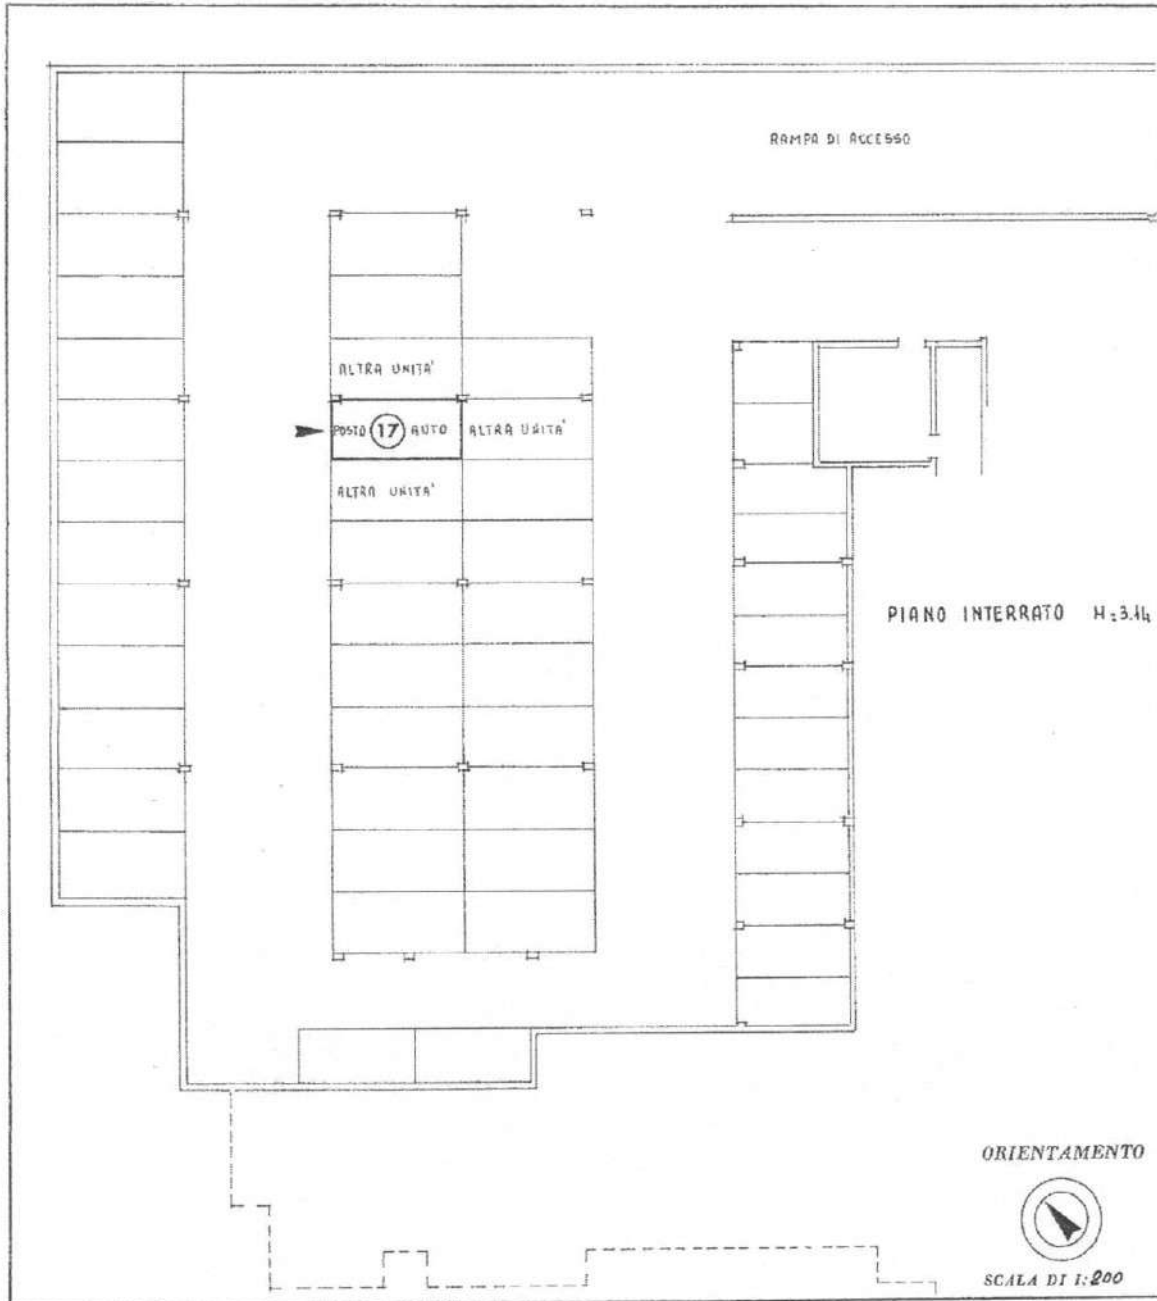 RAMPA DI ACCESSO
ALTRA UNITA'
POSTO 17 AUTO
ALTRA UNITA'
ALTRA UNITA'
PIANO INTERRATO H=3.14
ORIENTAMENTO
SCALA DI 1:200